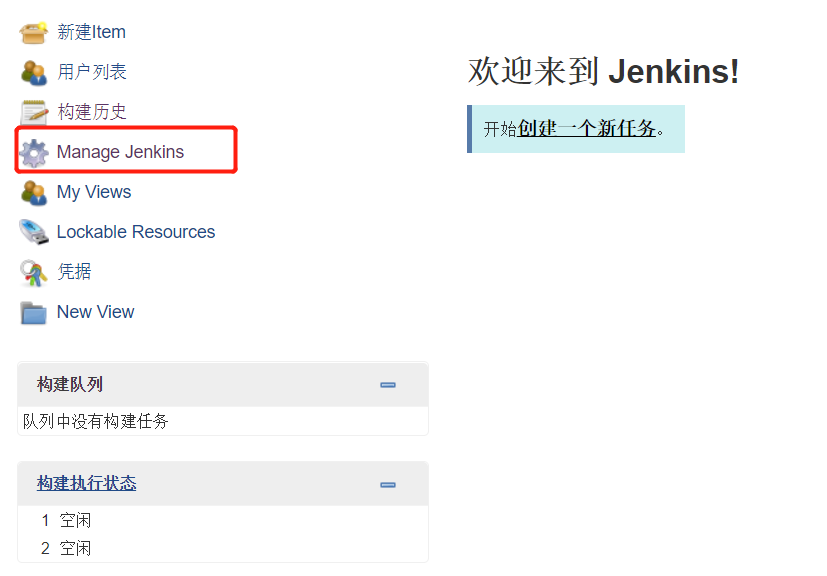 新建Item
用户列表
构建历史
Manage Jenkins
My Views
Lockable Resources
凭据
New View
构建队列
队列中没有构建任务
构建执行状态
1 空闲
2 空闲
欢迎来到 Jenkins!
开始创建一个新任务。